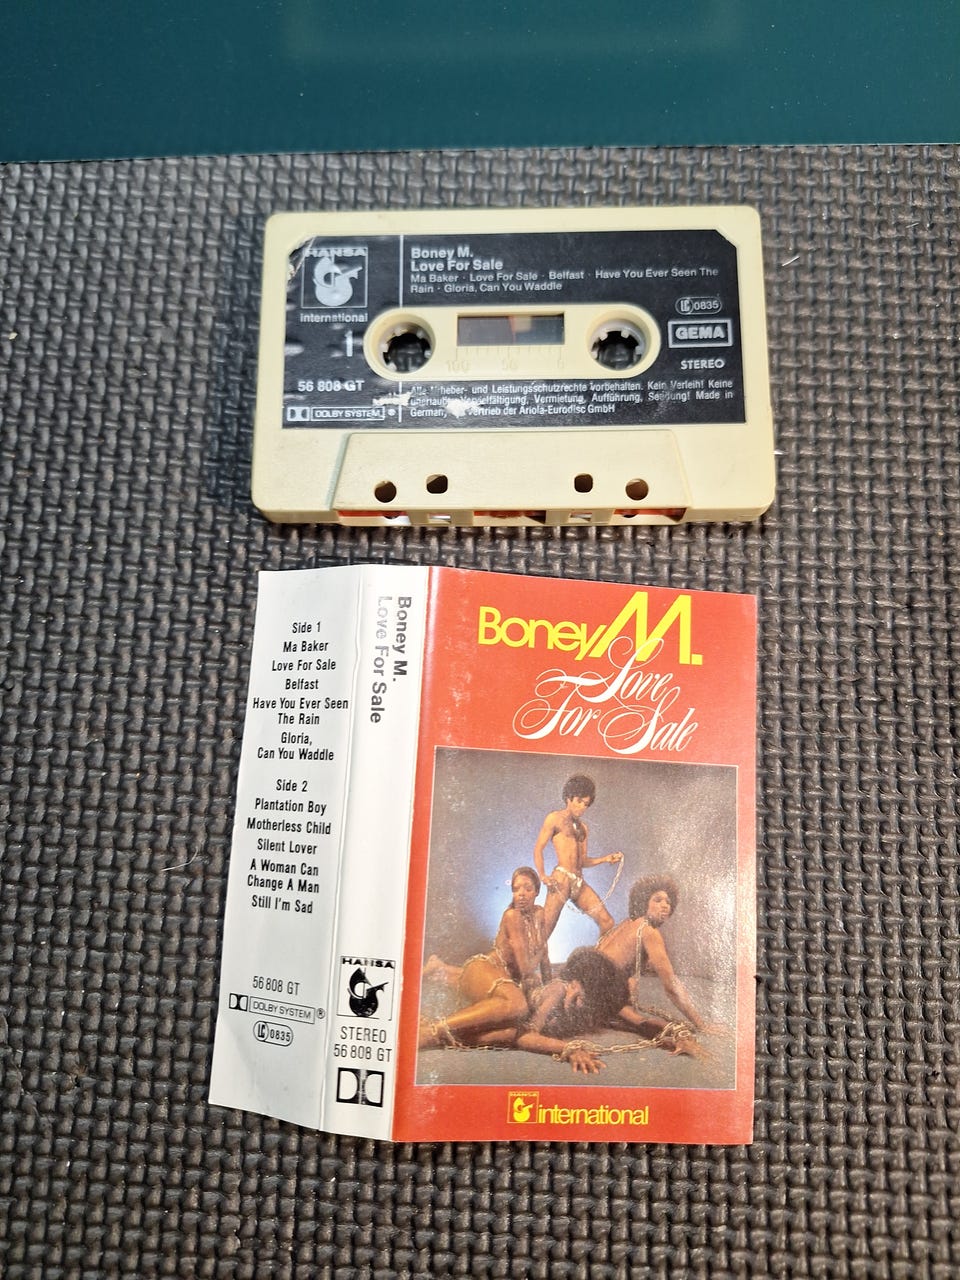 HANSA
international
1
56 808 GT
DOLBY SYSTEM ®
Boney M.
Love For Sale
Ma Baker · Love For Sale · Belfast · Have You Ever Seen The
Rain · Gloria, Can You Waddle
LC 0835
GEMA
STEREO
100 50 0
Alle Urheber- und Leistungsschutzrechte vorbehalten. Kein Verleih! Keine
unerlaubte Vervielfältigung, Vermietung, Aufführung, Sendung! Made in
Germany, Vertrieb der Ariola-Eurodisc GmbH
Side 1
Ma Baker
Love For Sale
Belfast
Have You Ever Seen
The Rain
Gloria,
Can You Waddle
Side 2
Plantation Boy
Motherless Child
Silent Lover
A Woman Can
Change A Man
Still I'm Sad
56 808 GT
DOLBY SYSTEM ®
LC 0835
Boney M.
Love For Sale
HANSA
STEREO
56 808 GT
Boney M.
Love
For Sale
HANSA
international